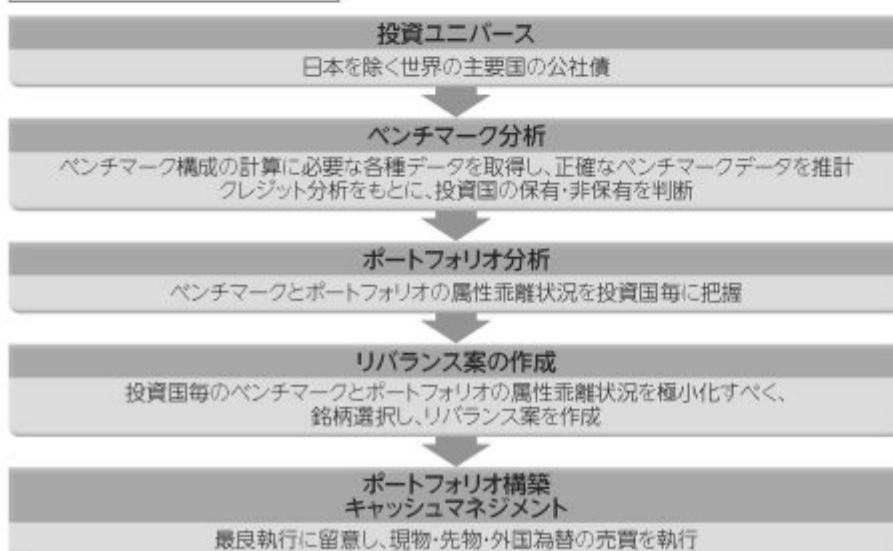 投資ユニバース
日本を除く世界の主要国の公社債
ベンチマーク分析
ベンチマーク構成の計算に必要な各種データを取得し、正確なベンチマークデータを推計
クレジット分析をもとに、投資国の保有・非保有を判断
ポートフォリオ分析
ベンチマークとポートフォリオの属性乖離状況を投資国毎に把握
リバランス案の作成
投資国毎のベンチマークとポートフォリオの属性乖離状況を極小化すべく、
銘柄選択し、リバランス案を作成
ポートフォリオ構築
キャッシュマネジメント
最良執行に留意し、現物・先物・外国為替の売買を執行